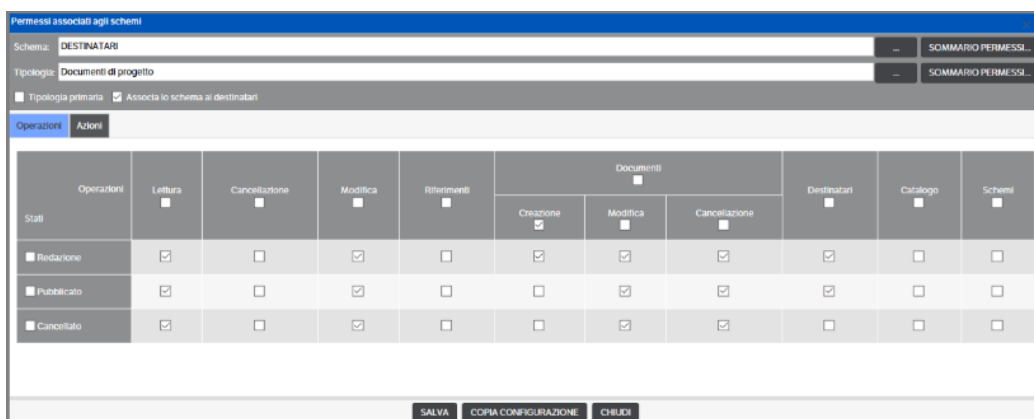 Permessi associati agli schemi
Schema: DESTINATARI ... SOMMARIO PERMESSI...
Tipologia: Documenti di progetto ... SOMMARIO PERMESSI...
Tipologia primaria Associa lo schema ai destinatari
Operazioni Azioni
Documenti
Operazioni Lettura Cancellazione Modifica Riferimenti Destinatari Catalogo Schemi
Creazione Modifica Cancellazione
Stati
Redazione
Pubblicato
Cancellato
SALVA COPIA CONFIGURAZIONE CHIUDI